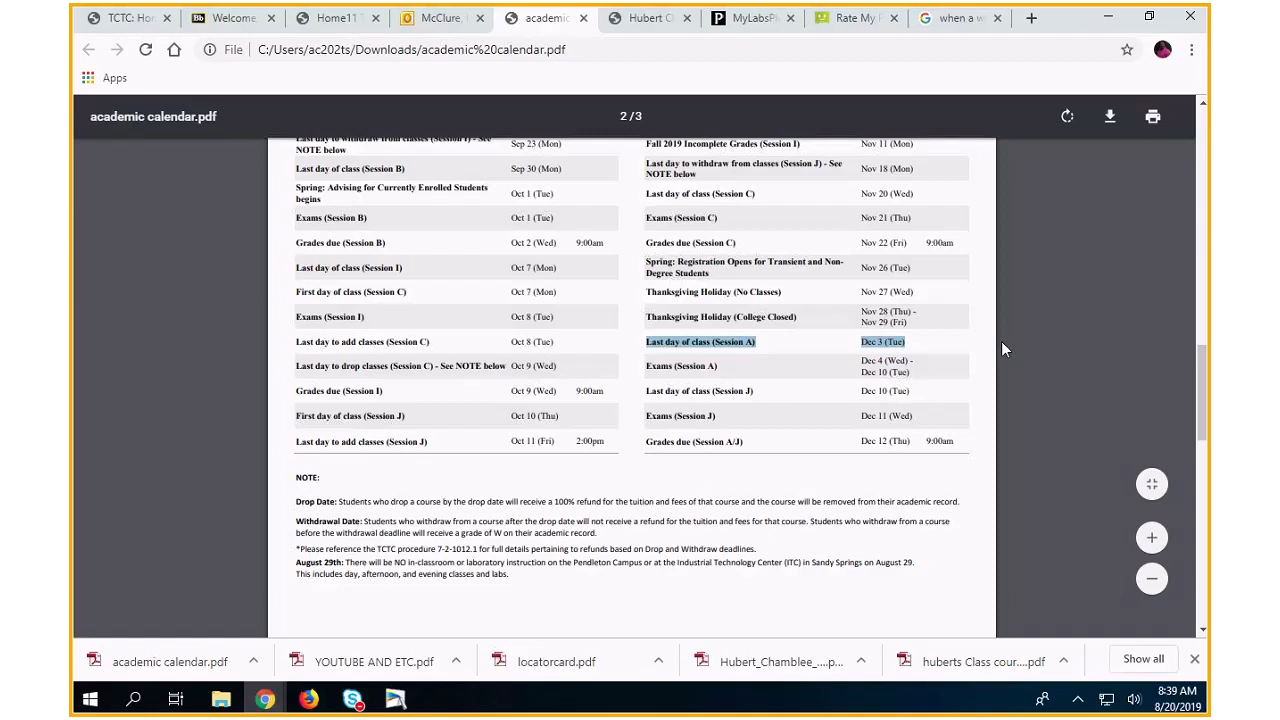 TCTC: Ho
Welcome
Home11 T
McClure,
academic
Hubert C
MyLabsPl
Rate My P
when a w
File
C:/Users/ac202ts/Downloads/academic%20calendar.pdf
Apps
academic calendar.pdf
2 / 3
Last day to withdraw from classes (Session I) - See
NOTE below
Sep 23 (Mon)
Last day of class (Session B) Sep 30 (Mon)
Spring: Advising for Currently Enrolled Students
begins
Oct 1 (Tue)
Exams (Session B) Oct 1 (Tue)
Grades due (Session B) Oct 2 (Wed) 9:00am
Last day of class (Session I) Oct 7 (Mon)
First day of class (Session C) Oct 7 (Mon)
Exams (Session I) Oct 8 (Tue)
Last day to add classes (Session C) Oct 8 (Tue)
Last day to drop classes (Session C) - See NOTE below Oct 9 (Wed)
Grades due (Session I) Oct 9 (Wed) 9:00am
First day of class (Session J) Oct 10 (Thu)
Last day to add classes (Session J) Oct 11 (Fri) 2:00pm
Fall 2019 Incomplete Grades (Session I) Nov 11 (Mon)
Last day to withdraw from classes (Session J) - See
NOTE below
Nov 18 (Mon)
Last day of class (Session C) Nov 20 (Wed)
Exams (Session C) Nov 21 (Thu)
Grades due (Session C) Nov 22 (Fri) 9:00am
Spring: Registration Opens for Transient and Non-
Degree Students
Nov 26 (Tue)
Thanksgiving Holiday (No Classes) Nov 27 (Wed)
Thanksgiving Holiday (College Closed)
Nov 28 (Thu) -
Nov 29 (Fri)
Last day of class (Session A) Dec 3 (Tue)
Exams (Session A)
Dec 4 (Wed) -
Dec 10 (Tue)
Last day of class (Session J) Dec 10 (Tue)
Exams (Session J) Dec 11 (Wed)
Grades due (Session A/J) Dec 12 (Thu) 9:00am
NOTE:
Drop Date: Students who drop a course by the drop date will receive a 100% refund for the tuition and fees of that course and the course will be removed from their academic record.
Withdrawal Date: Students who withdraw from a course after the drop date will not receive a refund for the tuition and fees for that course. Students who withdraw from a course
before the withdrawal deadline will receive a grade of W on their academic record.
*Please reference the TCTC procedure 7-2-1012.1 for full details pertaining to refunds based on Drop and Withdraw deadlines.
August 29th: There will be NO in-classroom or laboratory instruction on the Pendleton Campus or at the Industrial Technology Center (ITC) in Sandy Springs on August 29.
This includes day, afternoon, and evening classes and labs.
academic calendar.pdf
YOUTUBE AND ETC.pdf
locatorcard.pdf
Hubert_Chamblee_....p...
huberts Class cour....pdf
Show all
8:39 AM
8/20/2019